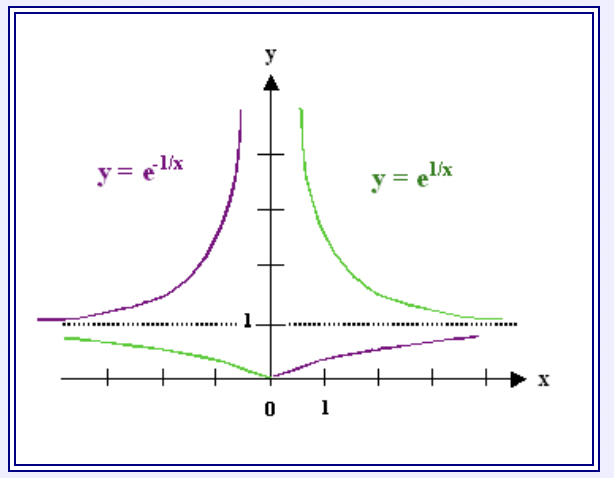 y
y = e^-1/x
y = e^1/x
1
x
0 1